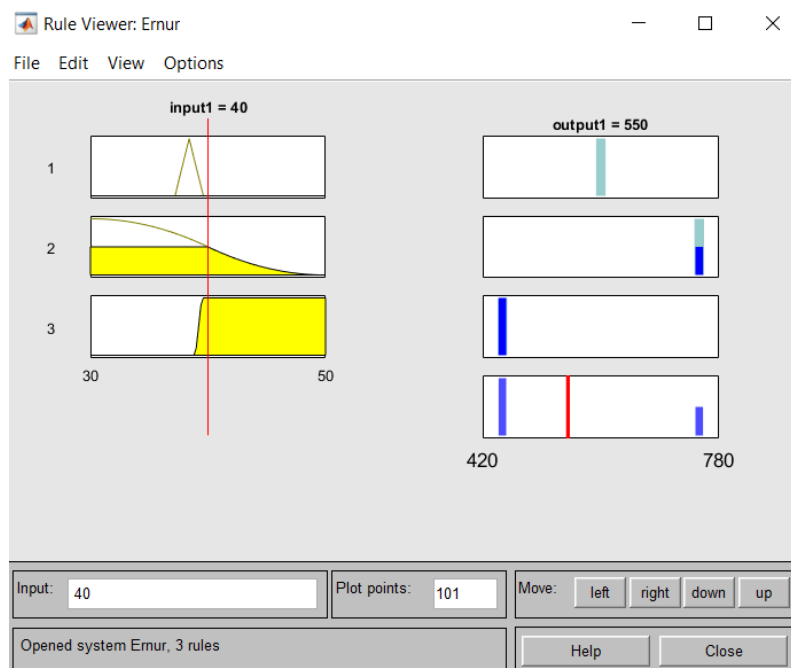 Rule Viewer: Ernur
File Edit View Options
input1 = 40
output1 = 550
1
2
3
30 50
420 780
Input: 40
Plot points: 101
Move: left right down up
Opened system Ernur, 3 rules
Help Close